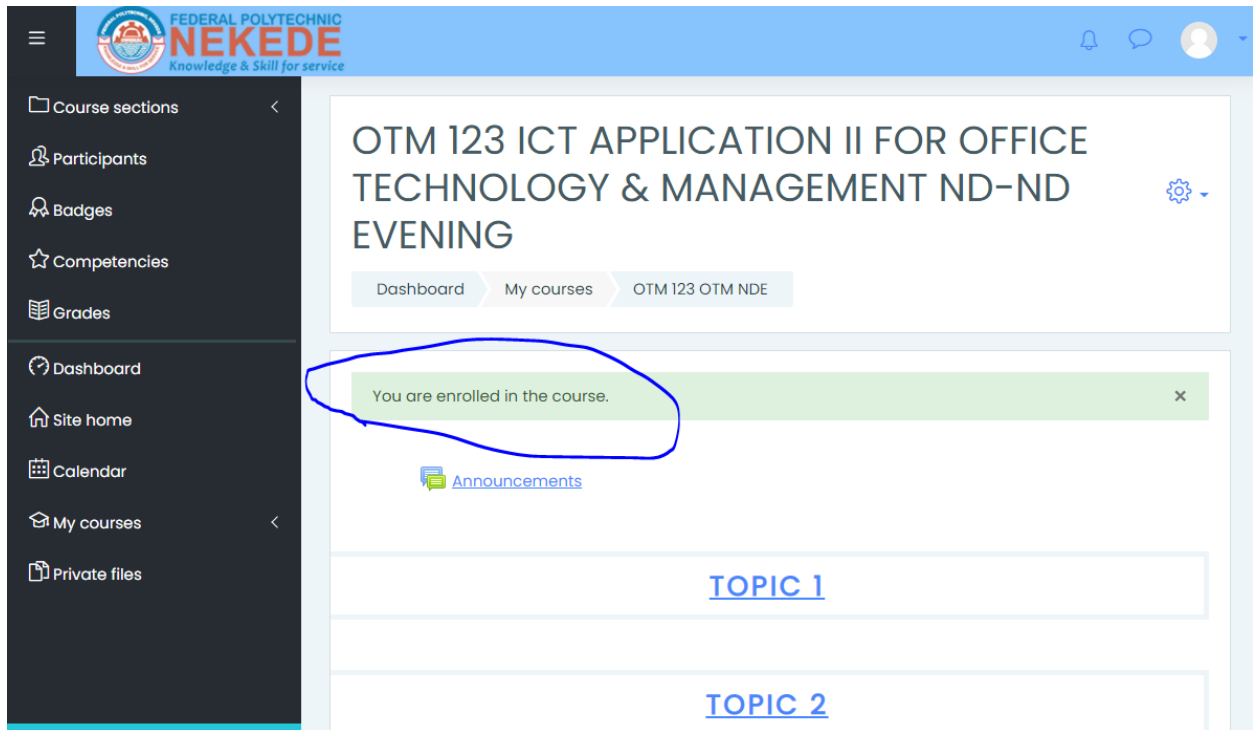 FEDERAL POLYTECHNIC
NEKEDE
Knowledge & Skill for service
Course sections
Participants
Badges
Competencies
Grades
Dashboard
Site home
Calendar
My courses
Private files
OTM 123 ICT APPLICATION II FOR OFFICE
TECHNOLOGY & MANAGEMENT ND-ND
EVENING
Dashboard My courses OTM 123 OTM NDE
You are enrolled in the course. ×
Announcements
TOPIC 1
TOPIC 2